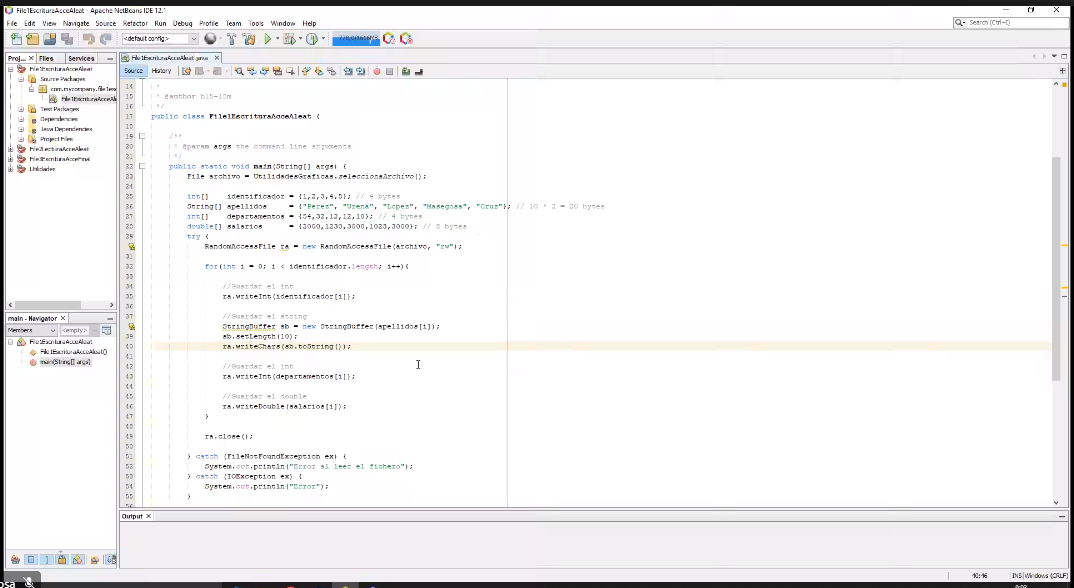 File1EscrituraAcceAleat - Apache NetBeans IDE 12.1
File Edit View Navigate Source Refactor Run Debug Profile Team Tools Window Help
Search (Ctrl+I)
<default config>
Proj... Files Services
File1EscrituraAcceAleat
Source Packages
com.mycompany.file1esc
File1EscrituraAcceAl
Test Packages
Dependencies
Java Dependencies
Project Files
File2LecturaAcceAleat
File3EscrituraAcceFinal
Utilidades
File1EscrituraAcceAleat.java
Source History
14 *
15 * @author b15-10m
16 */
17 public class File1EscrituraAcceAleat {
18
19 /**
20 * @param args the command line arguments
21 */
22 public static void main(String[] args) {
23 File archivo = UtilidadesGraficas.seleccionaArchivo();
24
25 int[] identificador = {1,2,3,4,5}; // 4 bytes
26 String[] apellidos = {"Perez", "Urena", "Lopez", "Masegosa", "Cruz"}; // 10 * 2 = 20 bytes
27 int[] departamentos = {54,32,12,12,10}; // 4 bytes
28 double[] salarios = {2000,1230,3000,1023,3000}; // 8 bytes
29 try {
RandomAccessFile ra = new RandomAccessFile(archivo, "rw");
31
32 for(int i = 0; i < identificador.length; i++){
33
34 //Guardar el int
35 ra.writeInt(identificador[i]);
36
37 //Guardar el string
StringBuffer sb = new StringBuffer(apellidos[i]);
39 sb.setLength(10);
40 ra.writeChars(sb.toString());
41
42 //Guardar el int
43 ra.writeInt(departamentos[i]);
44
45 //Guardar el double
46 ra.writeDouble(salarios[i]);
47 }
48
49 ra.close();
50
51 } catch (FileNotFoundException ex) {
52 System.out.println("Error al leer el fichero");
53 } catch (IOException ex) {
54 System.out.println("Error");
55 }
56
main - Navigator
Members <empty>
File1EscrituraAcceAleat
File1EscrituraAcceAleat()
main(String[] args)
Output
40:46 INS Windows (CRLF)
osa